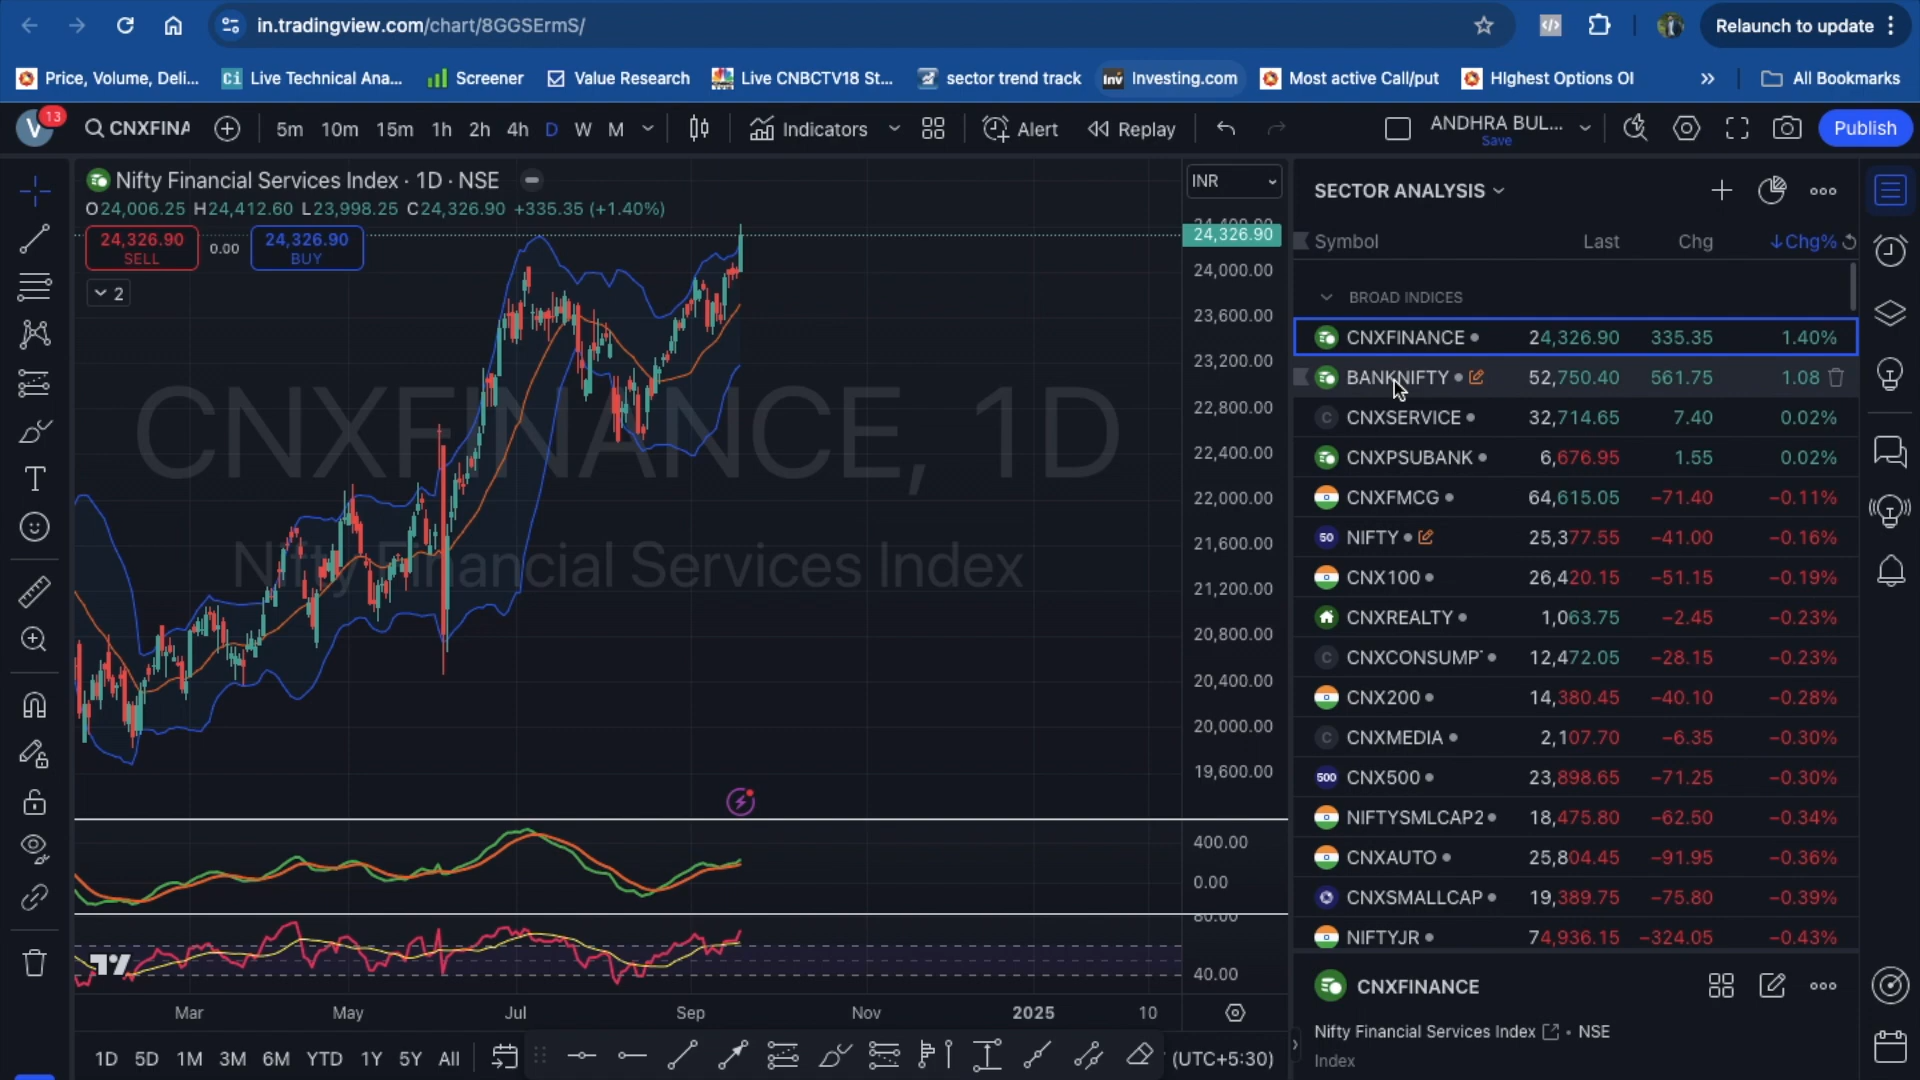 in.tradingview.com/chart/8GGSErmS/
Relaunch to update
Price, Volume, Deli...
Live Technical Ana...
Screener
Value Research
Live CNBCTV18 St...
sector trend track
Investing.com
Most active Call/put
HIghest Options OI
All Bookmarks
V 13 CNXFINA 5m 10m 15m 1h 2h 4h D W M Indicators Alert Replay ANDHRA BUL... Save Publish
Nifty Financial Services Index · 1D · NSE
O24,006.25 H24,412.60 L23,998.25 C24,326.90 +335.35 (+1.40%)
24,326.90 SELL 0.00 24,326.90 BUY
2
CNXFINANCE, 1D
Nifty Financial Services Index
INR
24,400.00
24,326.90
24,000.00
23,600.00
23,200.00
22,800.00
22,400.00
22,000.00
21,600.00
21,200.00
20,800.00
20,400.00
20,000.00
19,600.00
400.00
0.00
80.00
40.00
Mar May Jul Sep Nov 2025 10
1D 5D 1M 3M 6M YTD 1Y 5Y All (UTC+5:30)
SECTOR ANALYSIS
Symbol Last Chg Chg%
BROAD INDICES
CNXFINANCE 24,326.90 335.35 1.40%
BANKNIFTY 52,750.40 561.75 1.08
CNXSERVICE 32,714.65 7.40 0.02%
CNXPSUBANK 6,676.95 1.55 0.02%
CNXFMCG 64,615.05 −71.40 −0.11%
50 NIFTY 25,377.55 −41.00 −0.16%
CNX100 26,420.15 −51.15 −0.19%
CNXREALTY 1,063.75 −2.45 −0.23%
CNXCONSUMP 12,472.05 −28.15 −0.23%
CNX200 14,380.45 −40.10 −0.28%
CNXMEDIA 2,107.70 −6.35 −0.30%
500 CNX500 23,898.65 −71.25 −0.30%
NIFTYSMLCAP2 18,475.80 −62.50 −0.34%
CNXAUTO 25,804.45 −91.95 −0.36%
CNXSMALLCAP 19,389.75 −75.80 −0.39%
NIFTYJR 74,936.15 −324.05 −0.43%
CNXFINANCE
Nifty Financial Services Index • NSE
Index